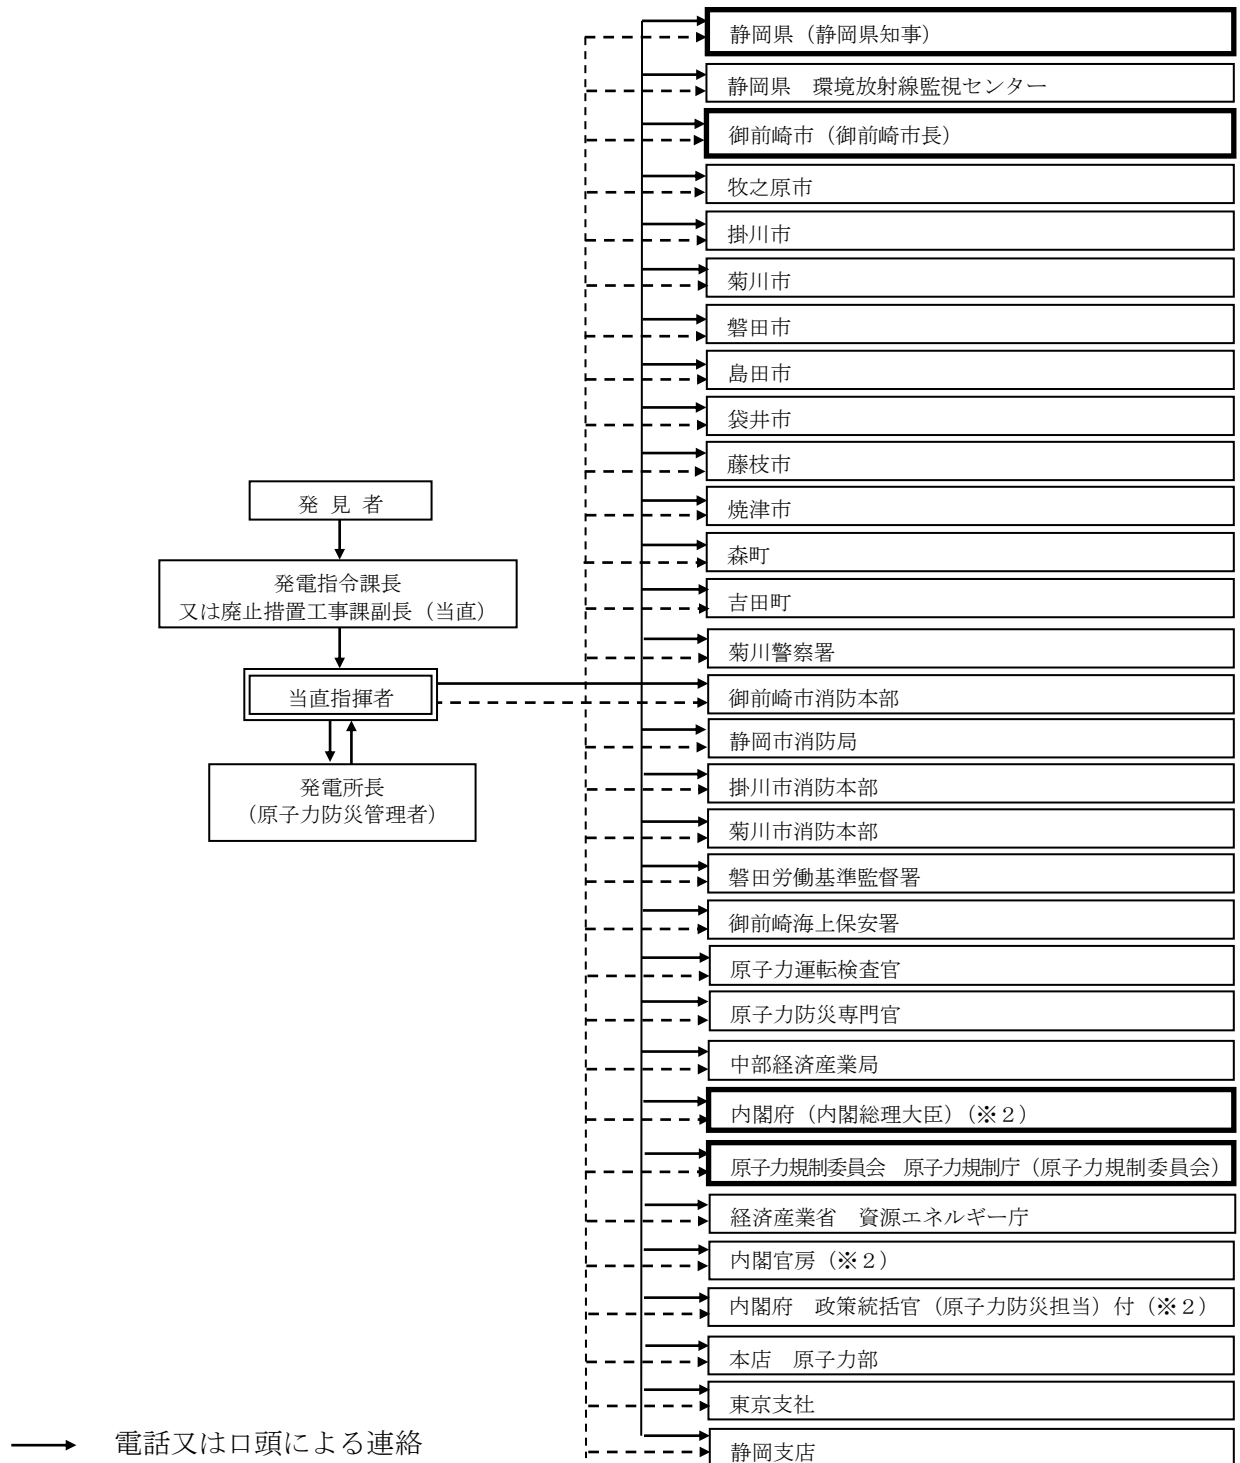 静岡県（静岡県知事）
静岡県　環境放射線監視センター
御前崎市（御前崎市長）
牧之原市
掛川市
菊川市
磐田市
島田市
袋井市
藤枝市
焼津市
森町
吉田町
菊川警察署
御前崎市消防本部
静岡市消防局
掛川市消防本部
菊川市消防本部
磐田労働基準監督署
御前崎海上保安署
原子力運転検査官
原子力防災専門官
中部経済産業局
内閣府（内閣総理大臣）（※２）
原子力規制委員会　原子力規制庁（原子力規制委員会）
経済産業省　資源エネルギー庁
内閣官房（※２）
内閣府　政策統括官（原子力防災担当）付（※２）
本店　原子力部
東京支社
静岡支店
発 見 者
発電指令課長
又は廃止措置工事課副長（当直）
当直指揮者
発電所長
（原子力防災管理者）
電話又は口頭による連絡